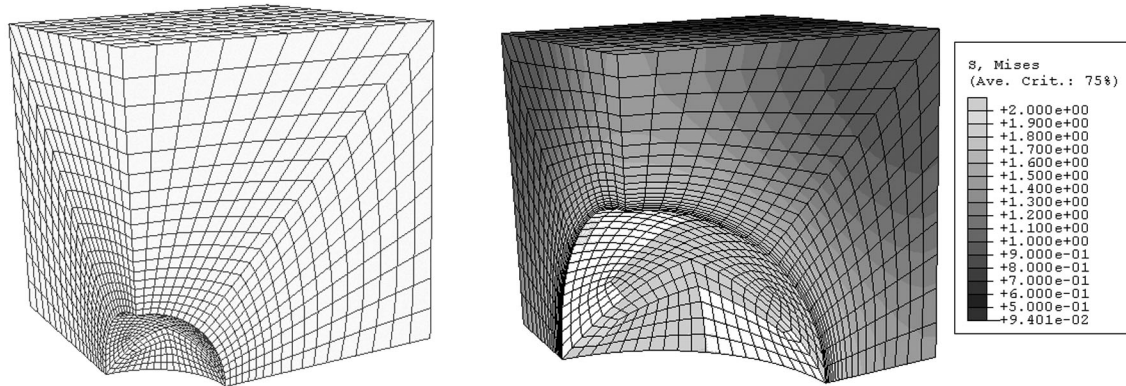 S, Mises
(Ave. Crit.: 75%)
+2.000e+00
+1.900e+00
+1.800e+00
+1.700e+00
+1.600e+00
+1.500e+00
+1.400e+00
+1.300e+00
+1.200e+00
+1.100e+00
+1.000e+00
+9.000e-01
+8.000e-01
+7.000e-01
+6.000e-01
+5.000e-01
+9.401e-02